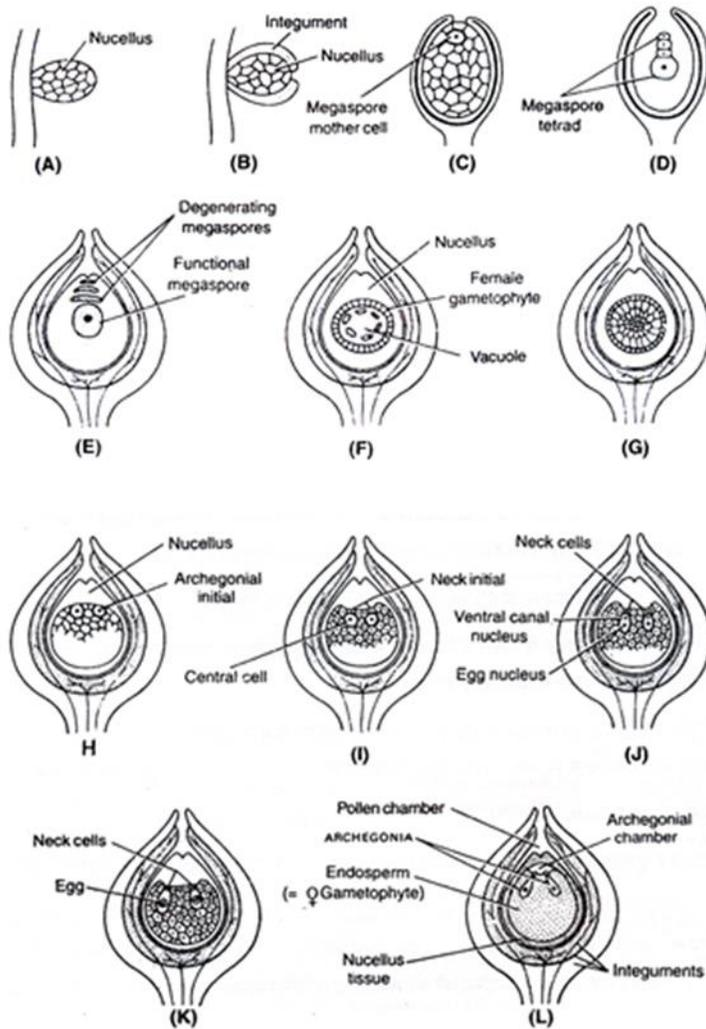 Nucellus
(A)
Integument
Nucellus
(B)
Megaspore
mother cell
(C)
Megaspore
tetrad
(D)
Degenerating
megaspores
Functional
megaspore
(E)
Nucellus
Female
gametophyte
Vacuole
(F)
(G)
Nucellus
Archegonial
initial
H
Neck initial
Central cell
(I)
Neck cells
Ventral canal
nucleus
Egg nucleus
(J)
Neck cells
Egg
(K)
Pollen chamber
ARCHEGONIA
Endosperm
(= ♀ Gametophyte)
Nucellus
tissue
Archegonial
chamber
Integuments
(L)